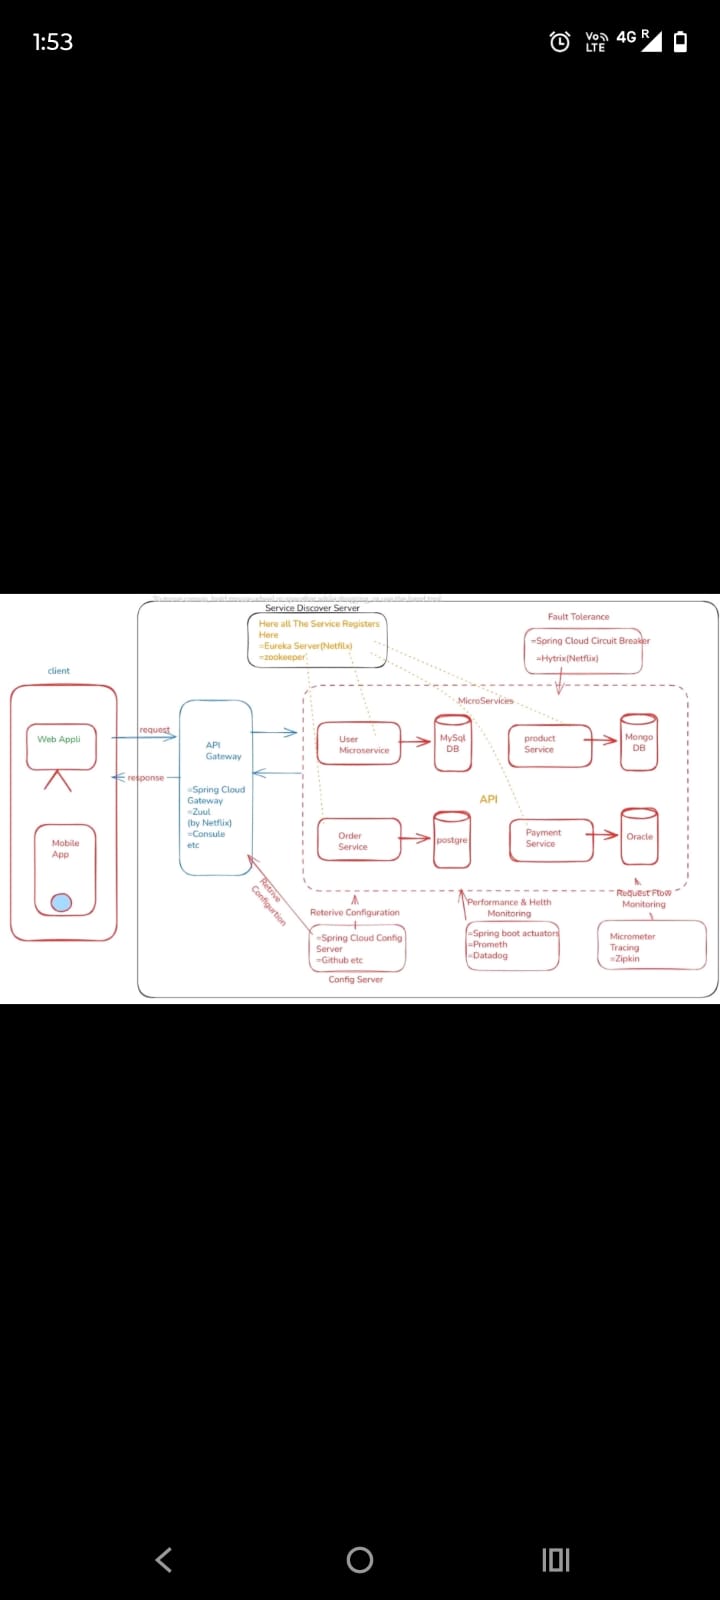 1:53
Vo
LTE
4G R
Service Discover Server
Here all The Service Registers
Here
=Eureka Server(Netfilx)
=zookeeper
Fault Tolerance
=Spring Cloud Circuit Breaker
=Hytrix(Netflix)
client
Web Appli
request
response
Mobile
App
API
Gateway
=Spring Cloud
Gateway
=Zuul
(by Netflix)
=Consule
etc
MicroServices
User
Microservice
MySql
DB
product
Service
Mongo
DB
API
Order
Service
postgre
Payment
Service
Oracle
Retrive
Configurtion
Reterive Configuration
=Spring Cloud Config
Server
=Github etc
Config Server
Performance & Helth
Monitoring
=Spring boot actuators
=Prometh
=Datadog
Request Flow
Monitoring
Micrometer
Tracing
=Zipkin